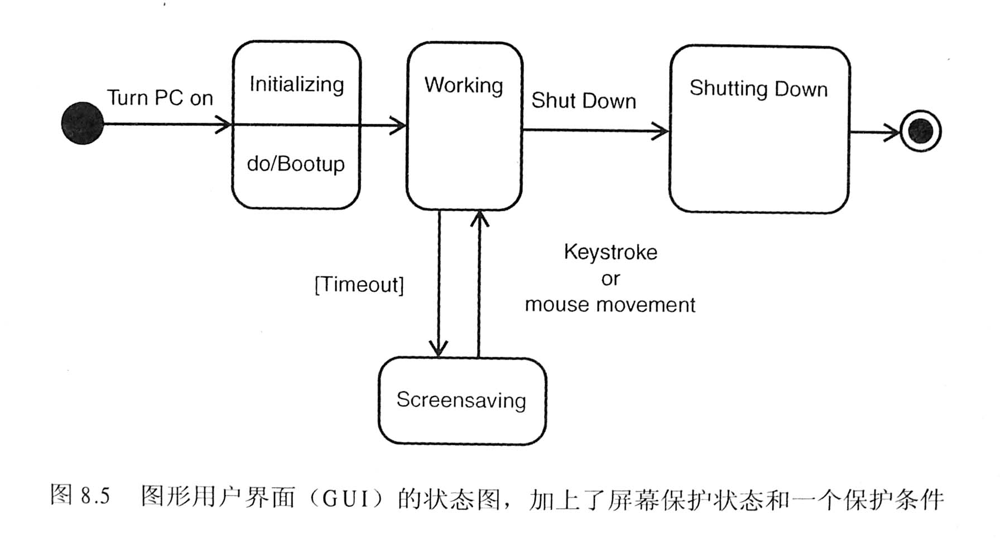 Turn PC on
Initializing
do/Bootup
Working
Shut Down
Shutting Down
[Timeout]
Keystroke
or
mouse movement
Screensaving
图 8.5 图形用户界面（GUI）的状态图，加上了屏幕保护状态和一个保护条件